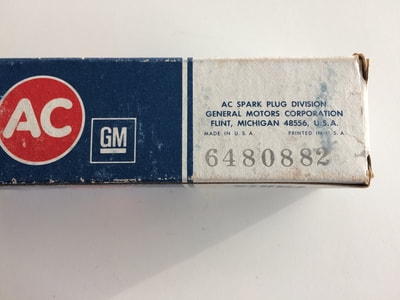 AC
GM
AC SPARK PLUG DIVISION
GENERAL MOTORS CORPORATION
FLINT, MICHIGAN 48556, U.S.A.
MADE IN U.S.A. PRINTED IN U.S.A.
6480882